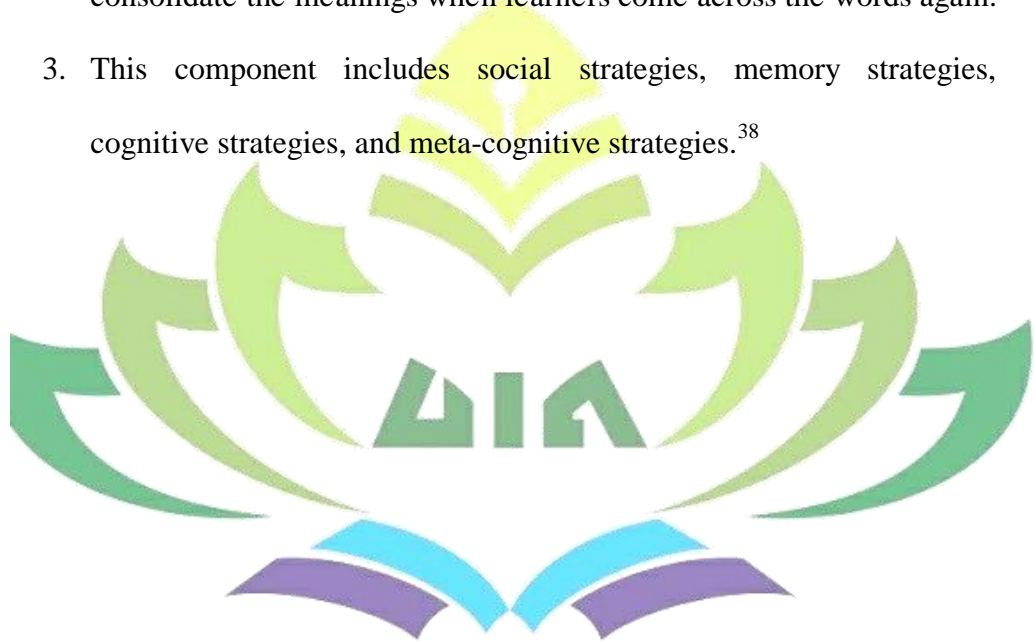 consolidate the meanings when learners come across the words again.
3. This component includes social strategies, memory strategies,
cognitive strategies, and meta-cognitive strategies.38
UIN